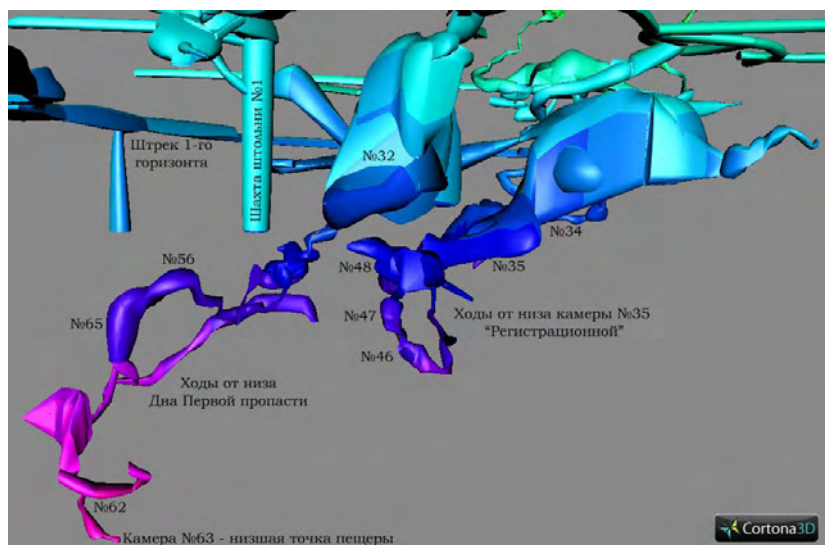 Штрек 1-го
горизонта
Шахта штольни №1
№32
№34
№35
№48
№56
№65
№47
№46
Ходы от низа камеры №35
“Регистрационной”
Ходы от низа
Дна Первой пропасти
№62
Камера №63 - низшая точка пещеры
Cortona3D